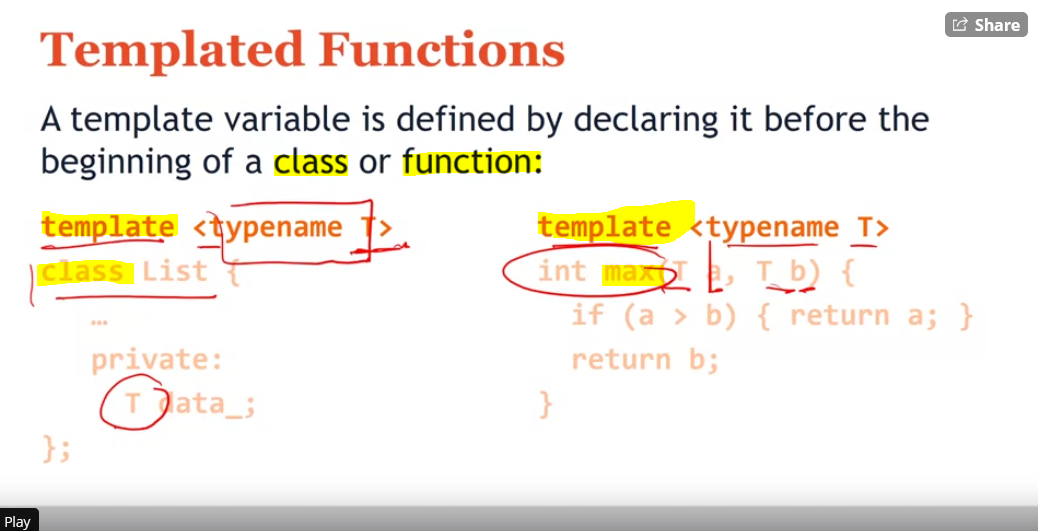 Share
Templated Functions
A template variable is defined by declaring it before the
beginning of a class or function:
template <typename T>
class List {
…
private:
T data_;
};
template <typename T>
int max(T a, T b) {
if (a > b) { return a; }
return b;
}
Play